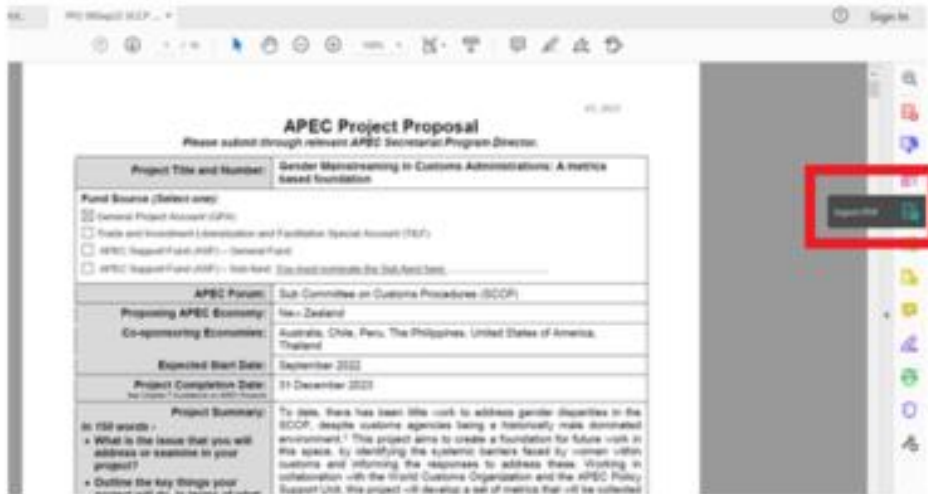 Sign In
APEC Project Proposal
Please submit through relevant APEC Secretariat Program Director.
Project Title and Number: Gender Mainstreaming in Customs Administrations: A metrics
based foundation
Fund Source (Select one):
General Project Account (GPA)
Trade and Investment Liberalization and Facilitation Special Account (TILF)
APEC Support Fund (ASF) – General Fund
APEC Support Fund (ASF) – Sub-fund: You must nominate the Sub-fund here:
APEC Forum: Sub Committee on Customs Procedures (SCCP)
Proposing APEC Economy: New Zealand
Co-sponsoring Economies: Australia, Chile, Peru, The Philippines, United States of America,
Thailand
Expected Start Date: September 2022
Project Completion Date: 31 December 2023
Project Summary: To date, there has been little work to address gender disparities in the
In 150 words - SCCP, despite customs agencies being a historically male dominated
• What is the issue that you will environment.¹ This project aims to create a foundation for future work in
address or examine in your this space, by identifying the systemic barriers faced by women within
project? customs and informing the responses to address these. Working in
• Outline the key things your collaboration with the World Customs Organization and the APEC Policy
Support Unit, this project will develop a set of metrics that will be collected